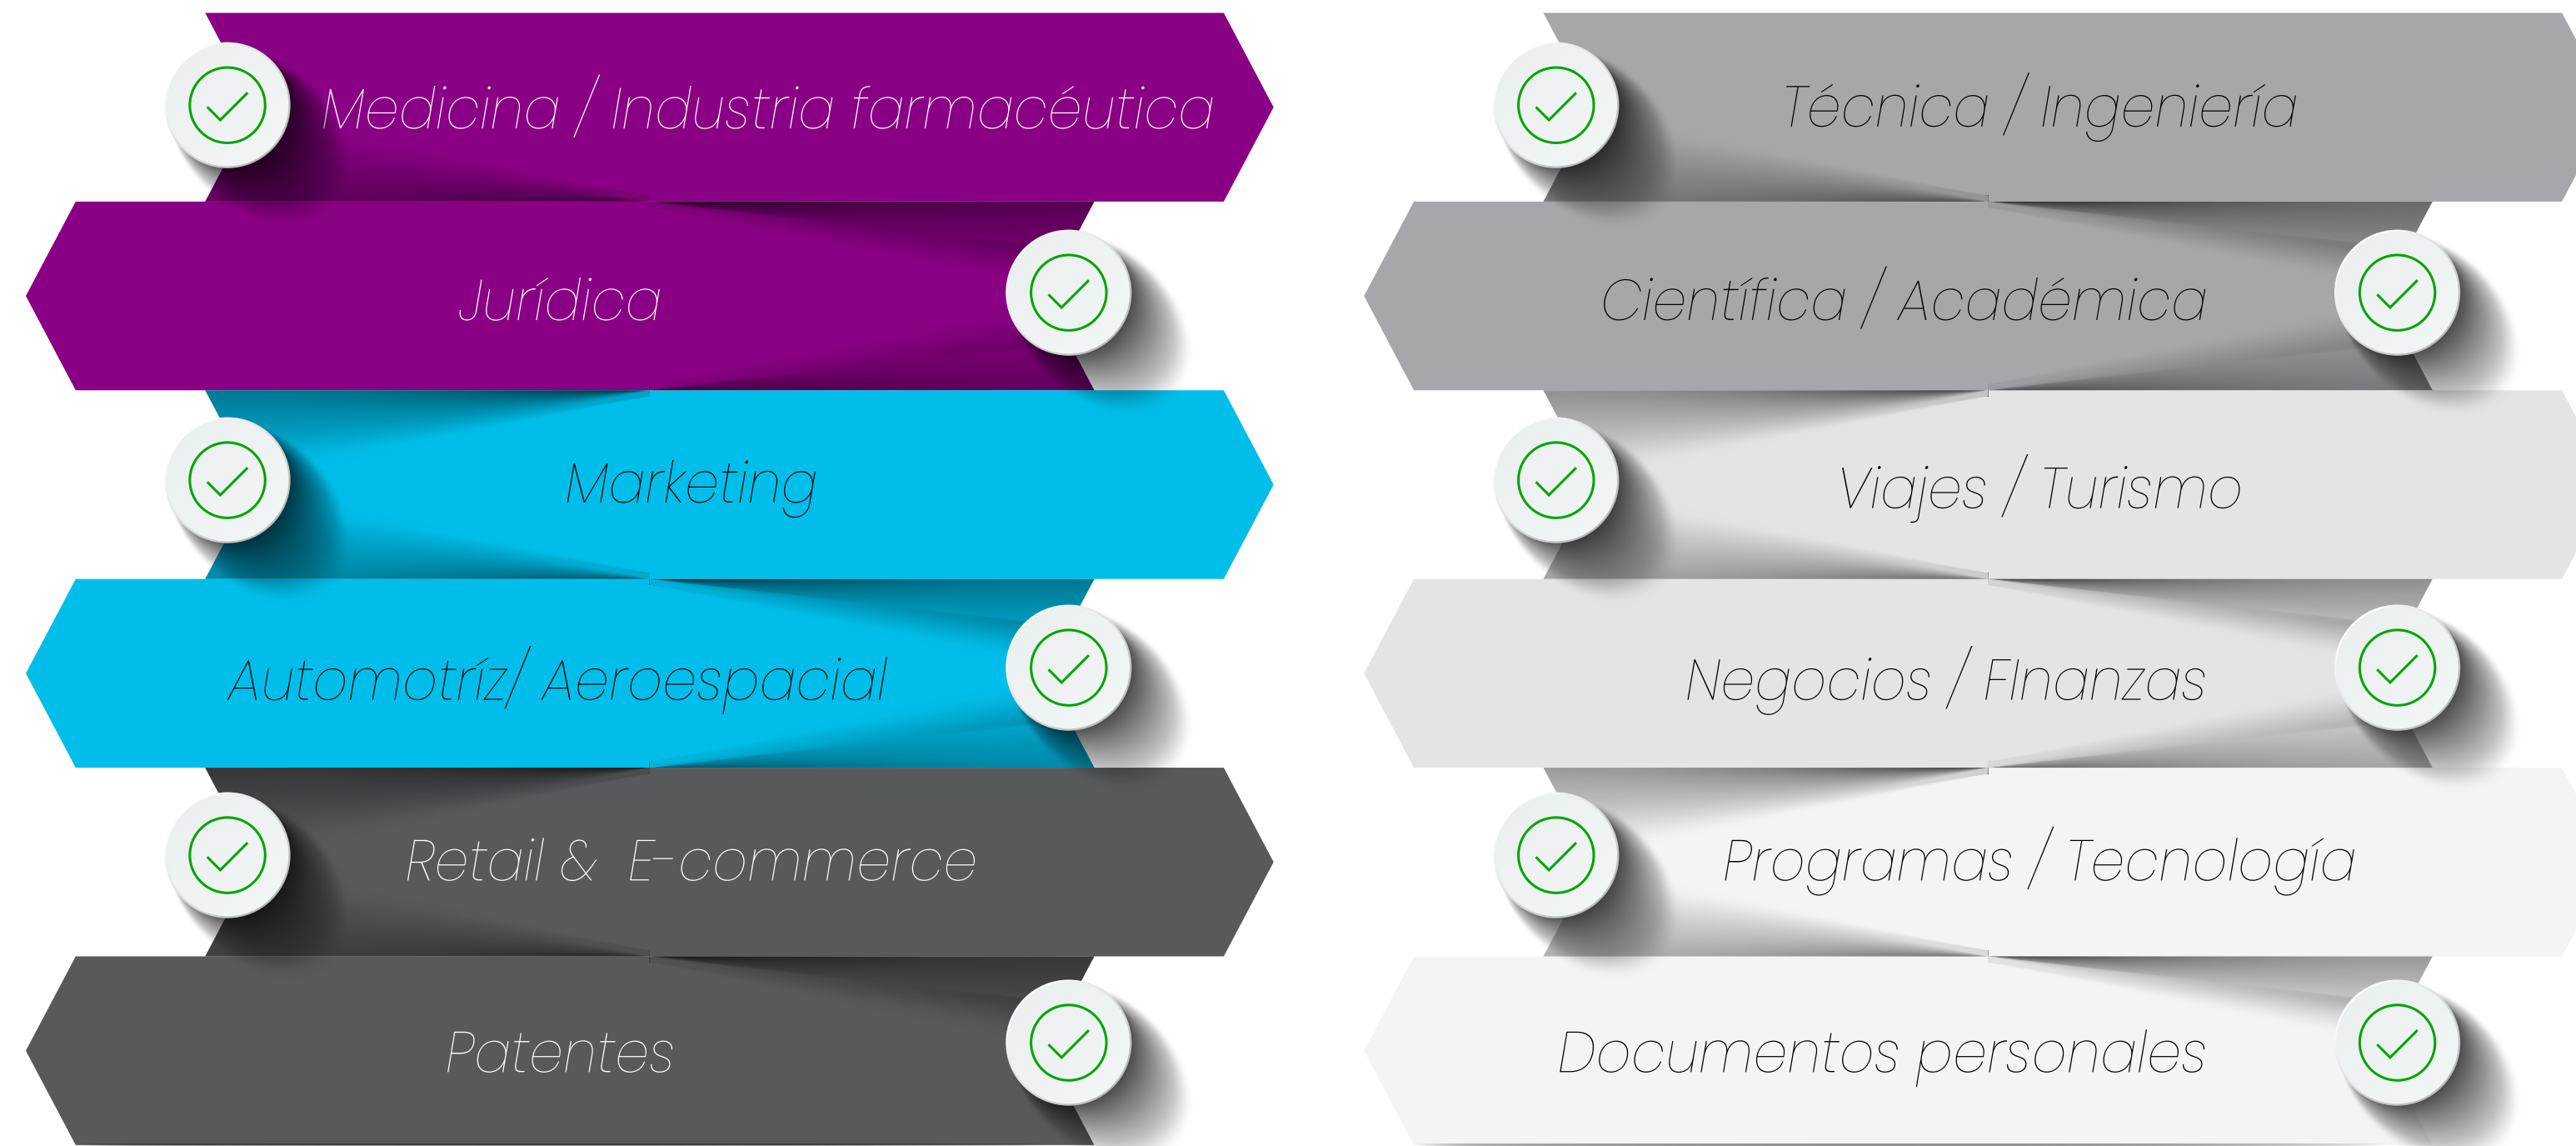 Medicina / Industria farmacéutica
Jurídica
Marketing
Automotríz/ Aeroespacial
Retail & E-commerce
Patentes
Técnica / Ingeniería
Científica / Académica
Viajes / Turismo
Negocios / FInanzas
Programas / Tecnología
Documentos personales